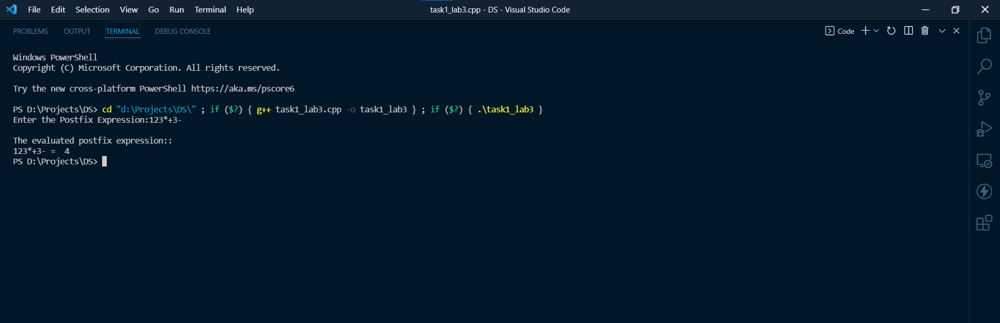 File Edit Selection View Go Run Terminal Help task1_lab3.cpp - DS - Visual Studio Code
PROBLEMS OUTPUT TERMINAL DEBUG CONSOLE Code
Windows PowerShell
Copyright (C) Microsoft Corporation. All rights reserved.
Try the new cross-platform PowerShell https://aka.ms/pscore6
PS D:\Projects\DS> cd "d:\Projects\DS\" ; if ($?) { g++ task1_lab3.cpp -o task1_lab3 } ; if ($?) { .\task1_lab3 }
Enter the Postfix Expression:123*+3-
The evaluated postfix expression::
123*+3- =  4
PS D:\Projects\DS>